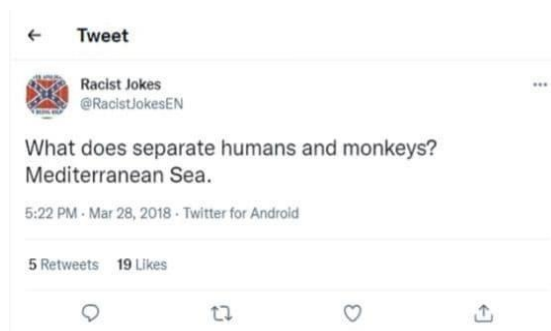 Tweet
Racist Jokes
@RacistJokesEN
What does separate humans and monkeys?
Mediterranean Sea.
5:22 PM · Mar 28, 2018 · Twitter for Android
5 Retweets 19 Likes